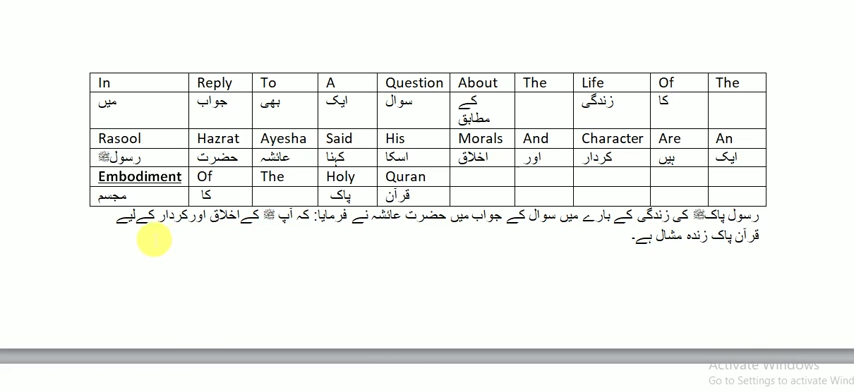 In Reply To A Question About The Life Of The
میں جواب بھی ایک سوال کے مطابق زندگی کا
Rasool Hazrat Ayesha Said His Morals And Character Are An
رسولﷺ حضرت عائشہ کہنا اسکا اخلاق اور کردار ہیں ایک
Embodiment Of The Holy Quran
مجسم کا پاک قرآن
رسول پاکﷺ کی زندگی کے بارے میں سوال کے جواب میں حضرت عائشہ نے فرمایا: کہ آپ ﷺ کےاخلاق اورکردار کےلیے
قرآن پاک زندہ مشال ہے۔
Activate Windows
Go to Settings to activate Wind